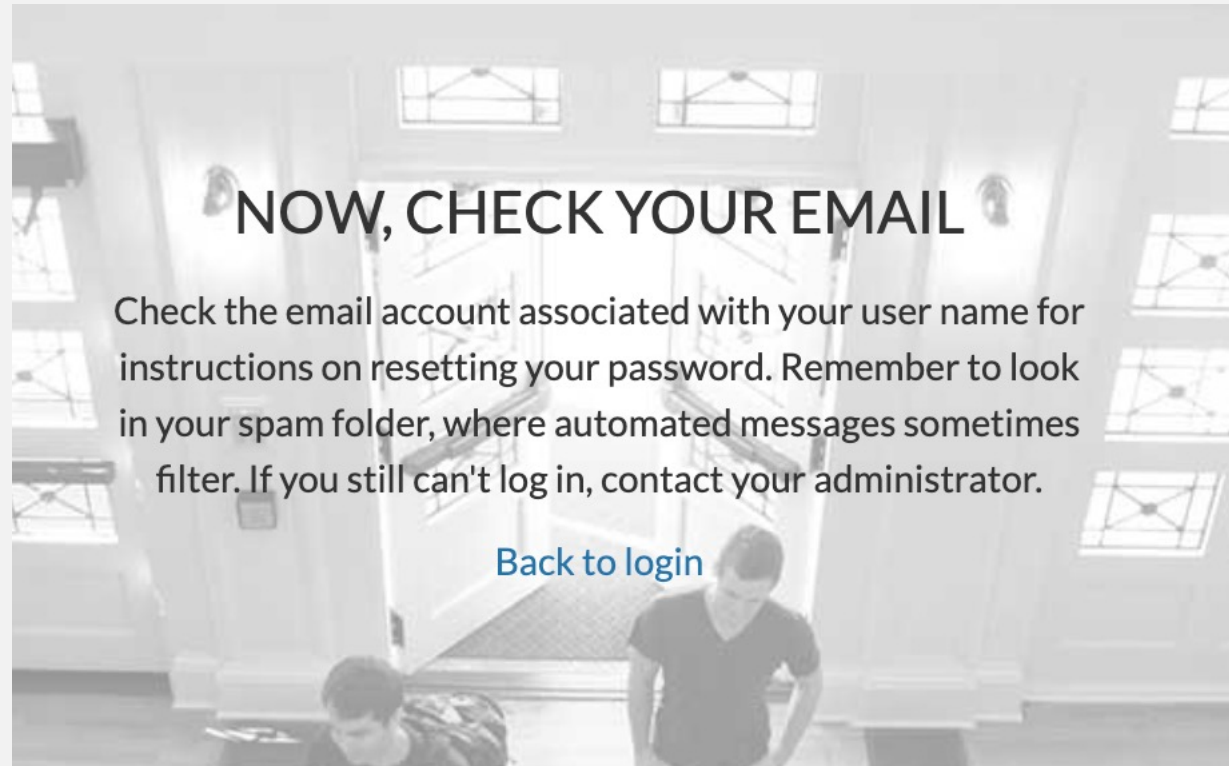 NOW, CHECK YOUR EMAIL
Check the email account associated with your user name for
instructions on resetting your password. Remember to look
in your spam folder, where automated messages sometimes
filter. If you still can't log in, contact your administrator.
Back to login